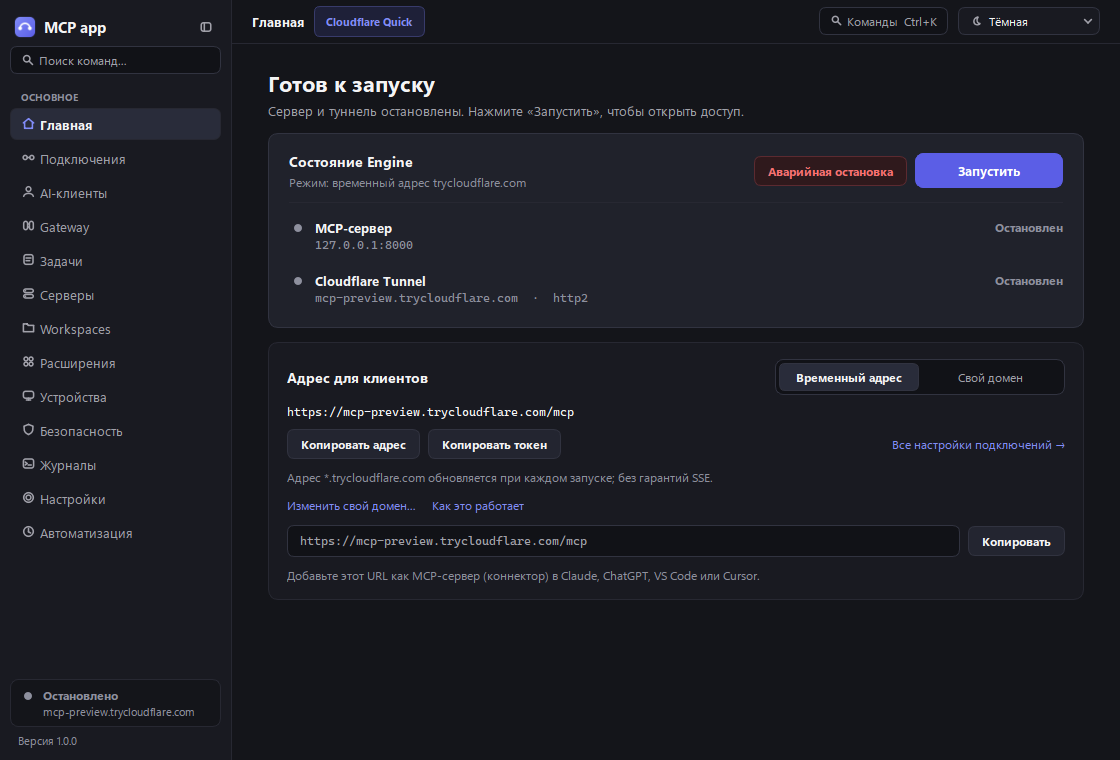 MCP app
Поиск команд...
ОСНОВНОЕ
Главная
Подключения
AI-клиенты
Gateway
Задачи
Серверы
Workspaces
Расширения
Устройства
Безопасность
Журналы
Настройки
Автоматизация
Остановлено
mcp-preview.trycloudflare.com
Версия 1.0.0
Главная Cloudflare Quick Команды Ctrl+K Тёмная
Готов к запуску
Сервер и туннель остановлены. Нажмите «Запустить», чтобы открыть доступ.
Состояние Engine
Режим: временный адрес trycloudflare.com
Аварийная остановка Запустить
MCP-сервер Остановлен
127.0.0.1:8000
Cloudflare Tunnel Остановлен
mcp-preview.trycloudflare.com · http2
Адрес для клиентов Временный адрес Свой домен
https://mcp-preview.trycloudflare.com/mcp
Копировать адрес Копировать токен Все настройки подключений →
Адрес *.trycloudflare.com обновляется при каждом запуске; без гарантий SSE.
Изменить свой домен... Как это работает
https://mcp-preview.trycloudflare.com/mcp Копировать
Добавьте этот URL как MCP-сервер (коннектор) в Claude, ChatGPT, VS Code или Cursor.